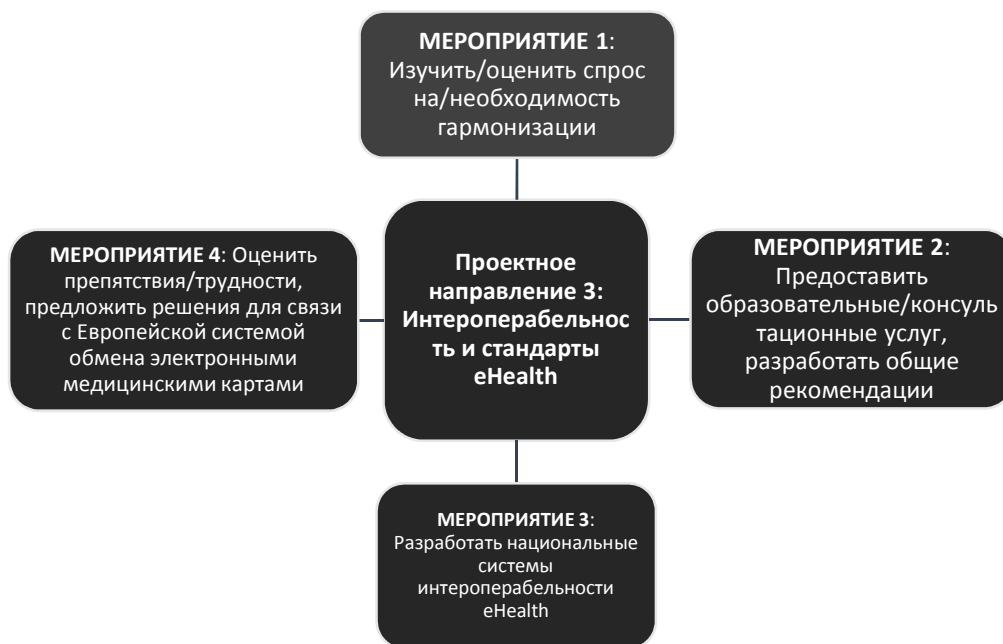 МЕРОПРИЯТИЕ 1:
Изучить/оценить спрос
на/необходимость
гармонизации
МЕРОПРИЯТИЕ 4: Оценить
препятствия/трудности,
предложить решения для связи
с Европейской системой
обмена электронными
медицинскими картами
Проектное
направление 3:
Интероперабельнос
ть и стандарты
eHealth
МЕРОПРИЯТИЕ 2:
Предоставить
образовательные/консуль
тационные услуг,
разработать общие
рекомендации
МЕРОПРИЯТИЕ 3:
Разработать национальные
системы
интероперабельности
eHealth